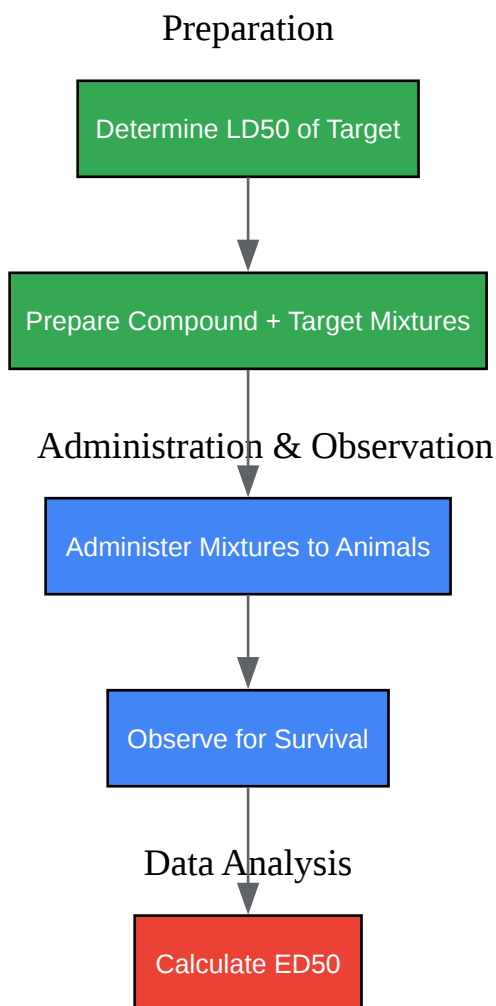 Preparation
Determine LD50 of Target
Prepare Compound + Target Mixtures
Administration & Observation
Administer Mixtures to Animals
Observe for Survival
Data Analysis
Calculate ED50